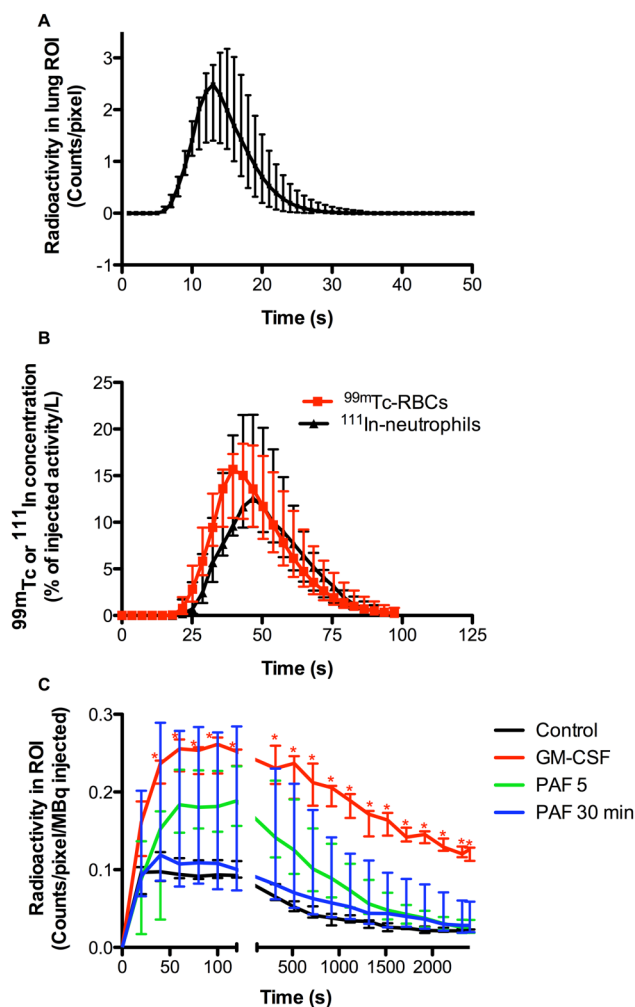 A
Radioactivity in lung ROI
(Counts/pixel)
3
2
1
0
-1
0 10 20 30 40 50
Time (s)
B
99mTc or 111In concentration
(% of injected activity/L)
25
20
15
10
5
0
99mTc-RBCs
111In-neutrophils
0 25 50 75 100 125
Time (s)
C
Radioactivity in ROI
(Counts/pixel/MBq injected)
0.3
0.2
0.1
0.0
* * * * * * * * * * * * * * * * *
Control
GM-CSF
PAF 5
PAF 30 min
0 50 100 500 1000 1500 2000
Time (s)